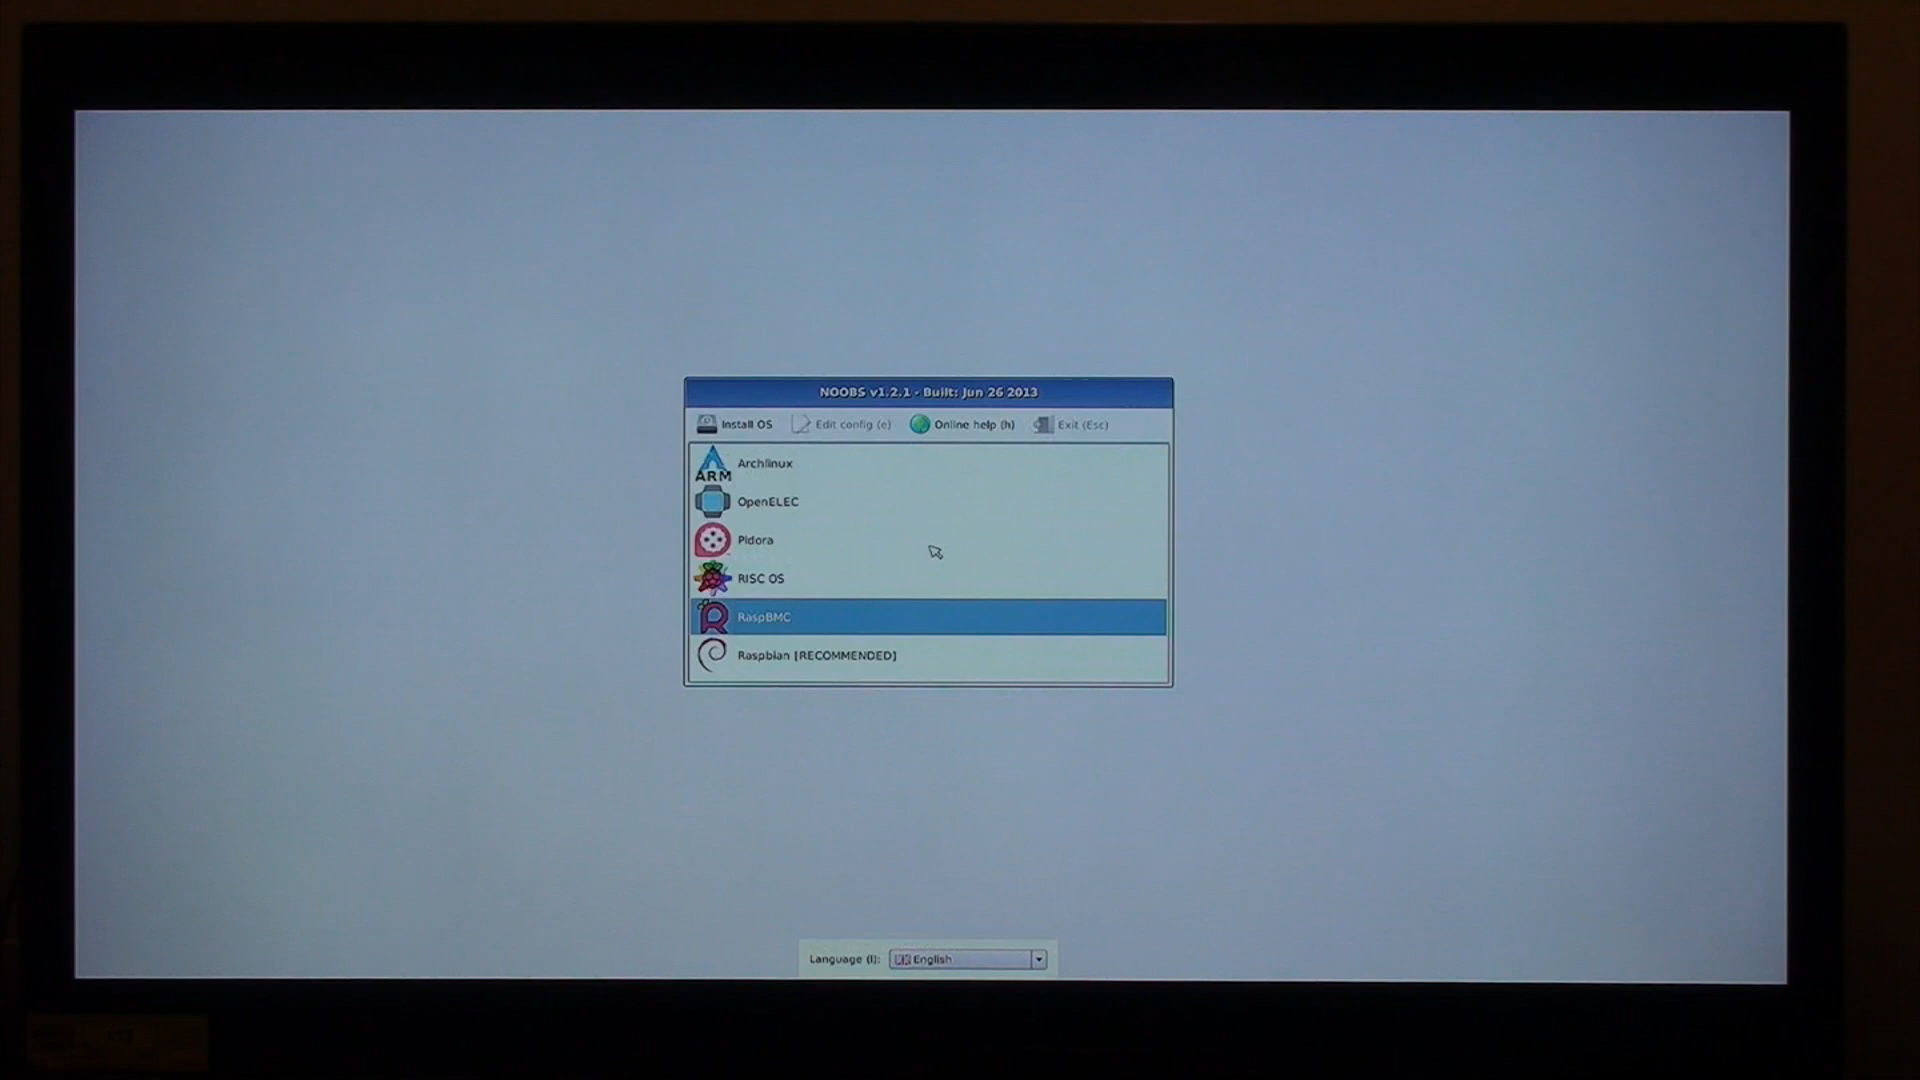 NOOBS v1.2.1 - Built: Jun 26 2013
Install OS Edit config (e) Online help (h) Exit (Esc)
ARM Archlinux
OpenELEC
Pidora
RISC OS
RaspBMC
Raspbian [RECOMMENDED]
Language (l): English